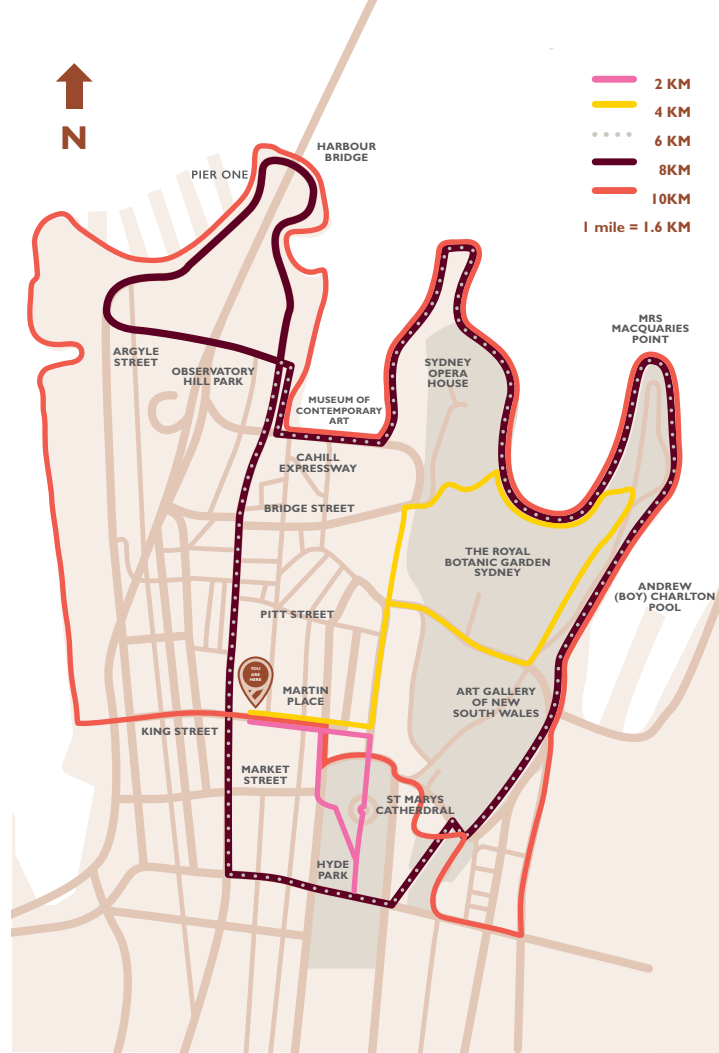 2 KM
4 KM
6 KM
8KM
10KM
1 mile = 1.6 KM
N
HARBOUR
BRIDGE
PIER ONE
MRS
MACQUARIES
POINT
ARGYLE
STREET
OBSERVATORY
HILL PARK
SYDNEY
OPERA
HOUSE
MUSEUM OF
CONTEMPORARY
ART
CAHILL
EXPRESSWAY
BRIDGE STREET
THE ROYAL
BOTANIC GARDEN
SYDNEY
ANDREW
(BOY) CHARLTON
POOL
PITT STREET
YOU
ARE
HERE
MARTIN
PLACE
ART GALLERY
OF NEW
SOUTH WALES
KING STREET
MARKET
STREET
ST MARYS
CATHERDRAL
HYDE
PARK